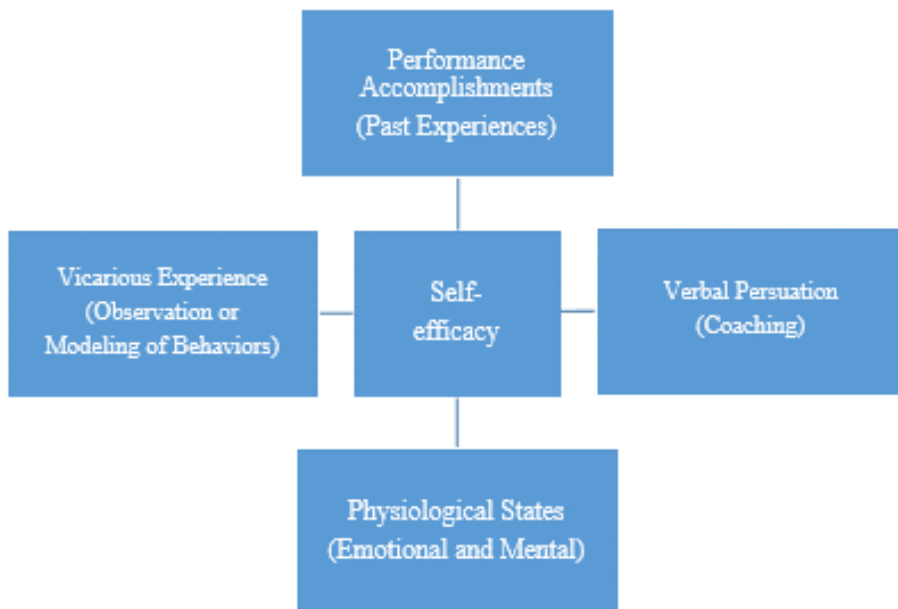 Performance
Accomplishments
(Past Experiences)
Vicarious Experience
(Observation or
Modeling of Behaviors)
Self-
efficacy
Verbal Persuation
(Coaching)
Physiological States
(Emotional and Mental)